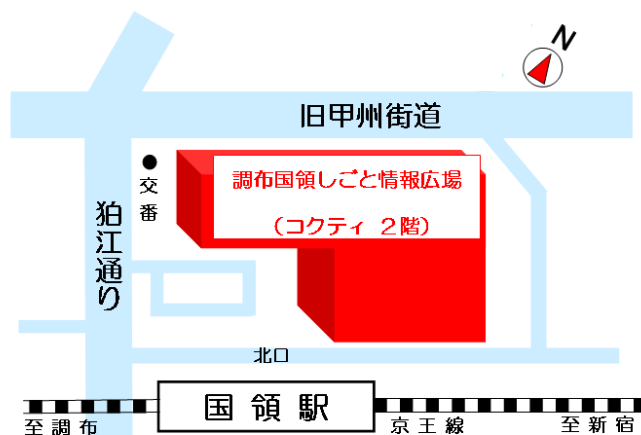 N
旧甲州街道
調布国領しごと情報広場
(コクティ 2階)
交番
狛江通り
北口
国領駅
至調布
京王線
至新宿